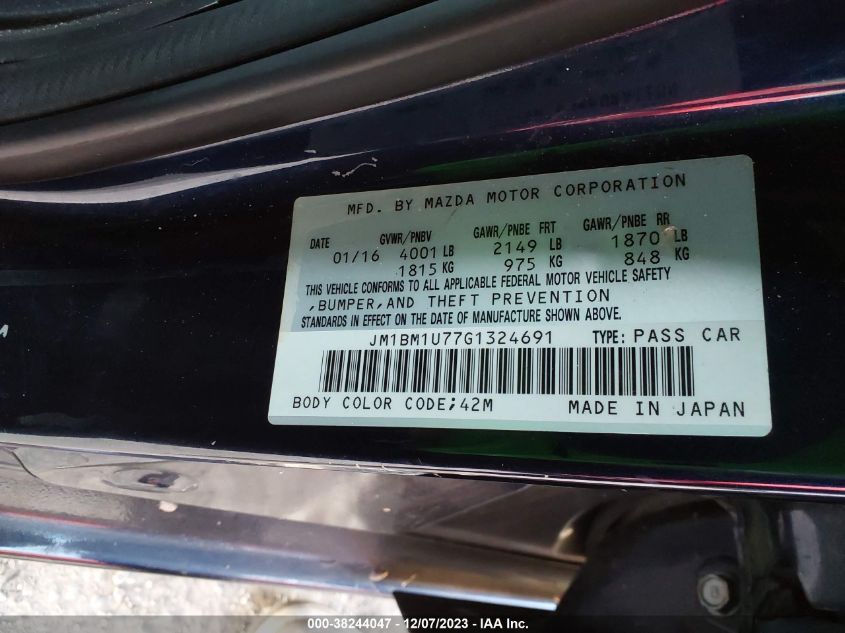 MFD. BY MAZDA MOTOR CORPORATION
DATE GVWR/PNBV GAWR/PNBE FRT GAWR/PNBE RR
01/16 4001 LB 2149 LB 1870 LB
1815 KG 975 KG 848 KG
THIS VEHICLE CONFORMS TO ALL APPLICABLE FEDERAL MOTOR VEHICLE SAFETY
,BUMPER,AND THEFT PREVENTION
STANDARDS IN EFFECT ON THE DATE OF MANUFACTURE SHOWN ABOVE.
JM1BM1U77G1324691 TYPE: PASS CAR
BODY COLOR CODE;42M MADE IN JAPAN
000-38244047 - 12/07/2023 - IAA Inc.